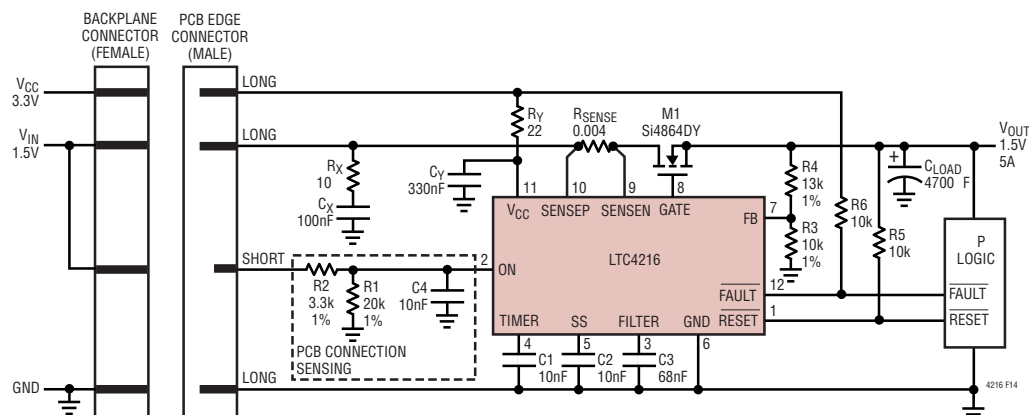 BACKPLANE
CONNECTOR
(FEMALE)
PCB EDGE
CONNECTOR
(MALE)
VCC
3.3V
LONG
VIN
1.5V
LONG
RX
10
CX
100nF
CY
330nF
RY
22
RSENSE
0.004
M1
Si4864DY
VOUT
1.5V
5A
R4
13k
1%
CLOAD
4700 F
+
R6
10k
R5
10k
R3
10k
1%
11
10
9
8
VCC
SENSEP
SENSEN
GATE
FB
7
LTC4216
SHORT
2
ON
R2
3.3k
1%
R1
20k
1%
C4
10nF
PCB CONNECTION
SENSING
FAULT
12
RESET
1
P
LOGIC
FAULT
RESET
TIMER
SS
FILTER
GND
4
5
3
6
C1
10nF
C2
10nF
C3
68nF
GND
LONG
4216 F14